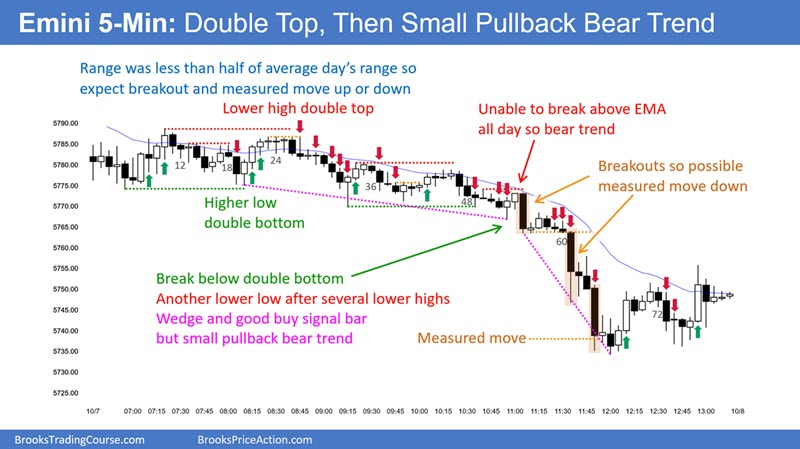 Emini 5-Min: Double Top, Then Small Pullback Bear Trend
Range was less than half of average day's range so
expect breakout and measured move up or down
Lower high double top
Unable to break above EMA
all day so bear trend
Breakouts so possible
measured move down
Higher low
double bottom
Break below double bottom
Another lower low after several lower highs
Wedge and good buy signal bar
but small pullback bear trend
Measured move
5790.00
5785.00
5780.00
5775.00
5770.00
5765.00
5760.00
5755.00
5750.00
5745.00
5740.00
5735.00
5730.00
5725.00
12
18
24
36
48
60
72
10/7 07:00 07:15 07:30 07:45 08:00 08:15 08:30 08:45 09:00 09:15 09:30 09:45 10:00 10:15 10:30 10:45 11:00 11:15 11:30 11:45 12:00 12:15 12:30 12:45 13:00 10/8
BrooksTradingCourse.com BrooksPriceAction.com